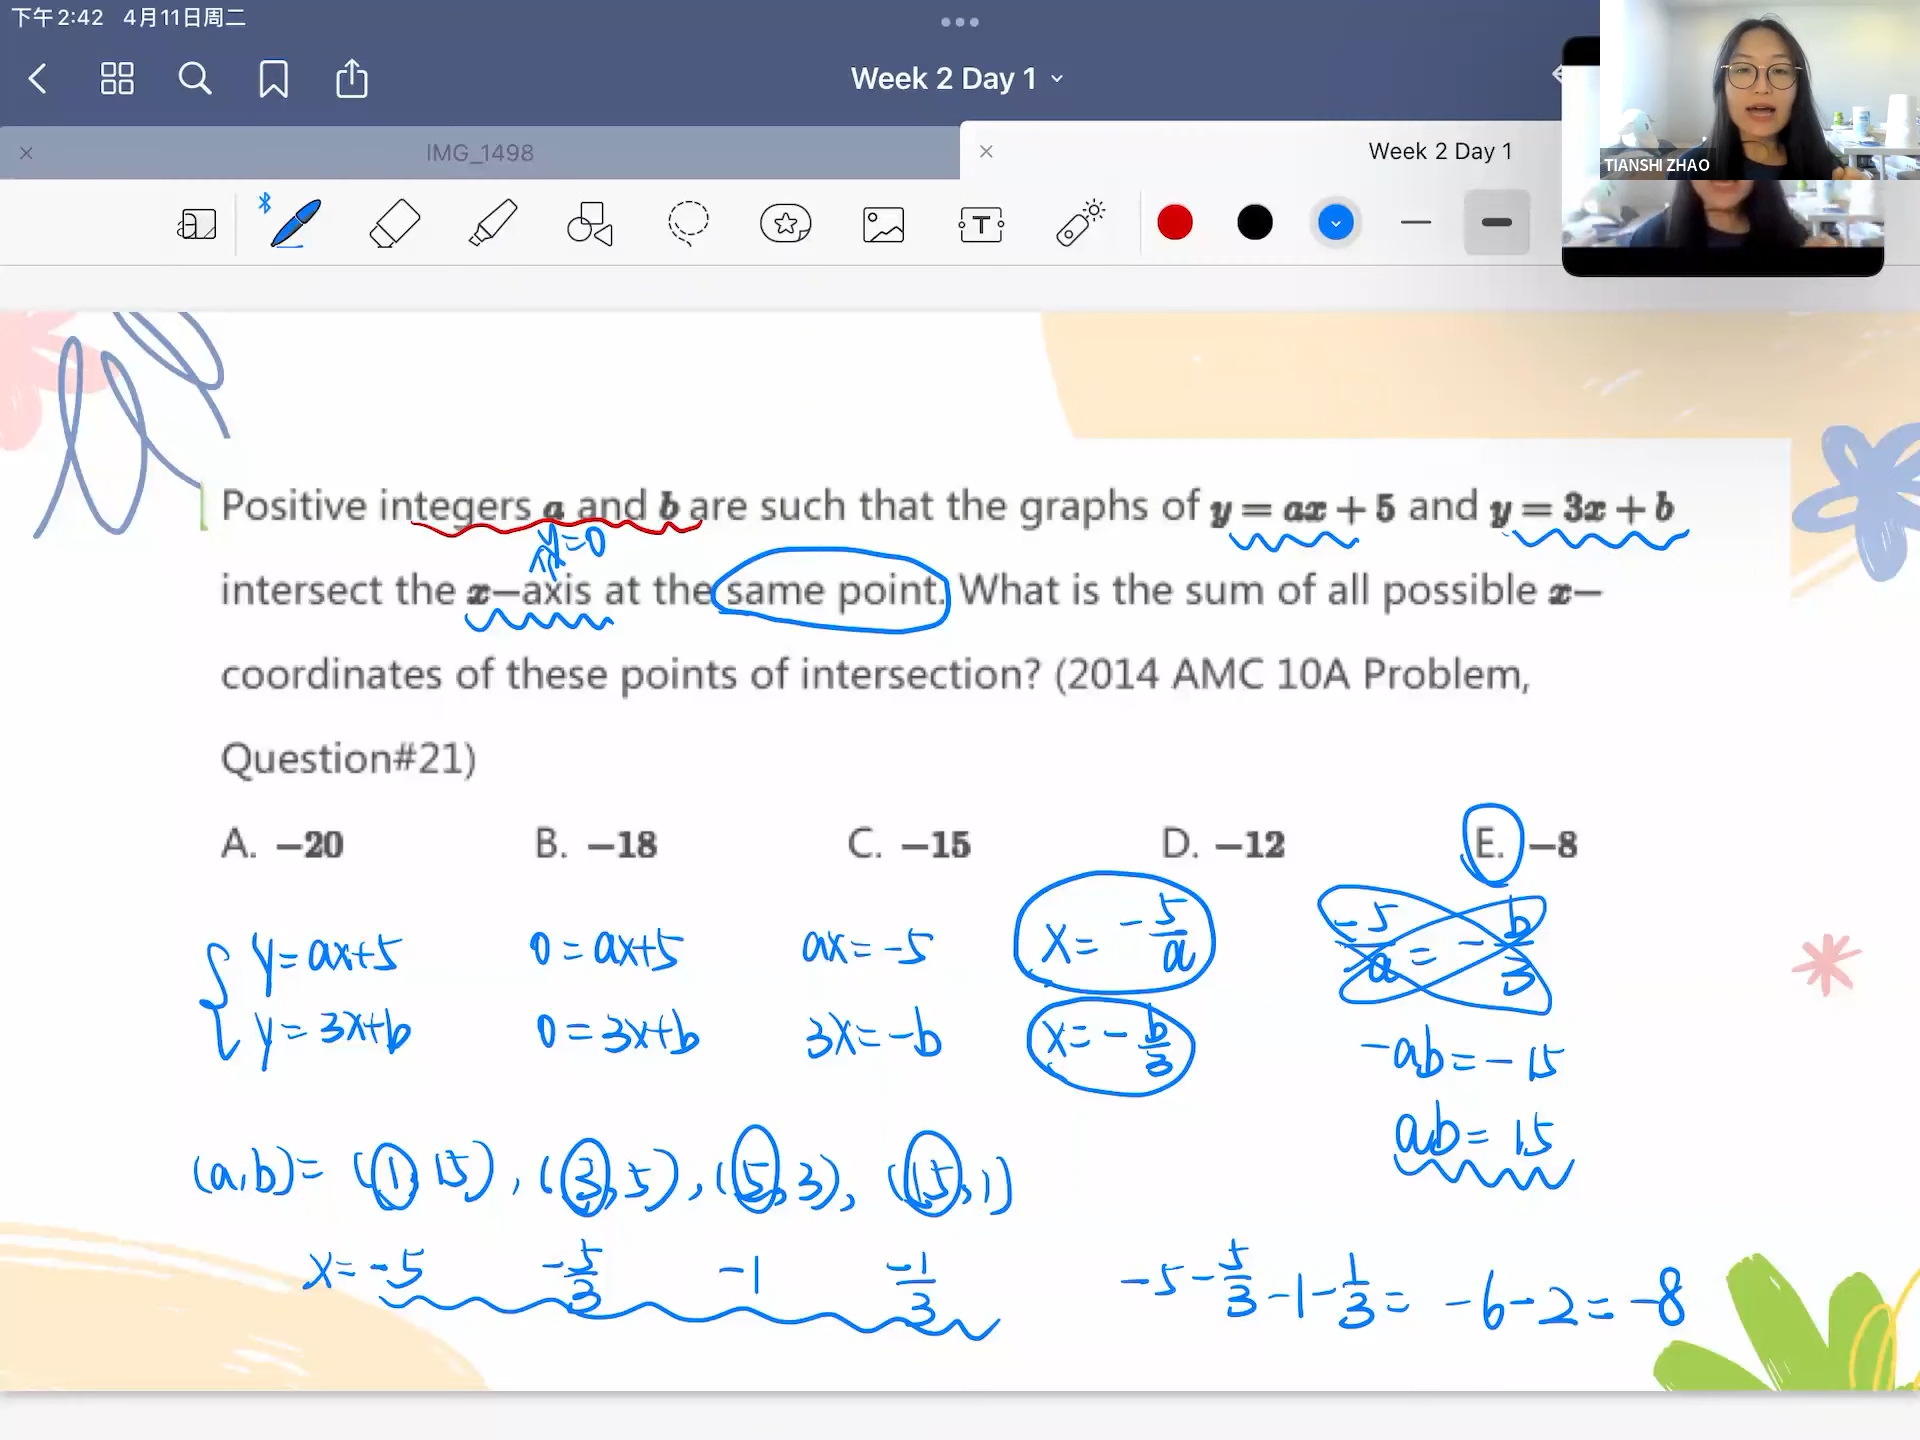 下午2:42 4月11日周二
Week 2 Day 1
IMG_1498
Week 2 Day 1
TIANSHI ZHAO
Positive integers a and b are such that the graphs of y = ax + 5 and y = 3x + b
y=0
intersect the x−axis at the same point. What is the sum of all possible x−
coordinates of these points of intersection? (2014 AMC 10A Problem,
Question#21)
A. −20 B. −18 C. −15 D. −12 E. −8
y=ax+5 0=ax+5 ax=-5 x=-5/a -5/a=-b/3
y=3x+b 0=3x+b 3x=-b x=-b/3 -ab=-15
ab=15
(a,b)=(1,15),(3,5),(5,3),(15,1)
x=-5 -5/3 -1 -1/3 -5-5/3-1-1/3=-6-2=-8